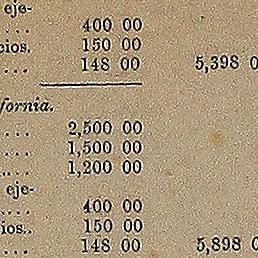 eje-
... 400 00
cios. 150 00
... 148 00 5,398 0
fornia.
... 2,500 00
... 1,500 00
... 1,200 00
eje-
... 400 00
ios.. 150 00
... 148 00 5,898 0